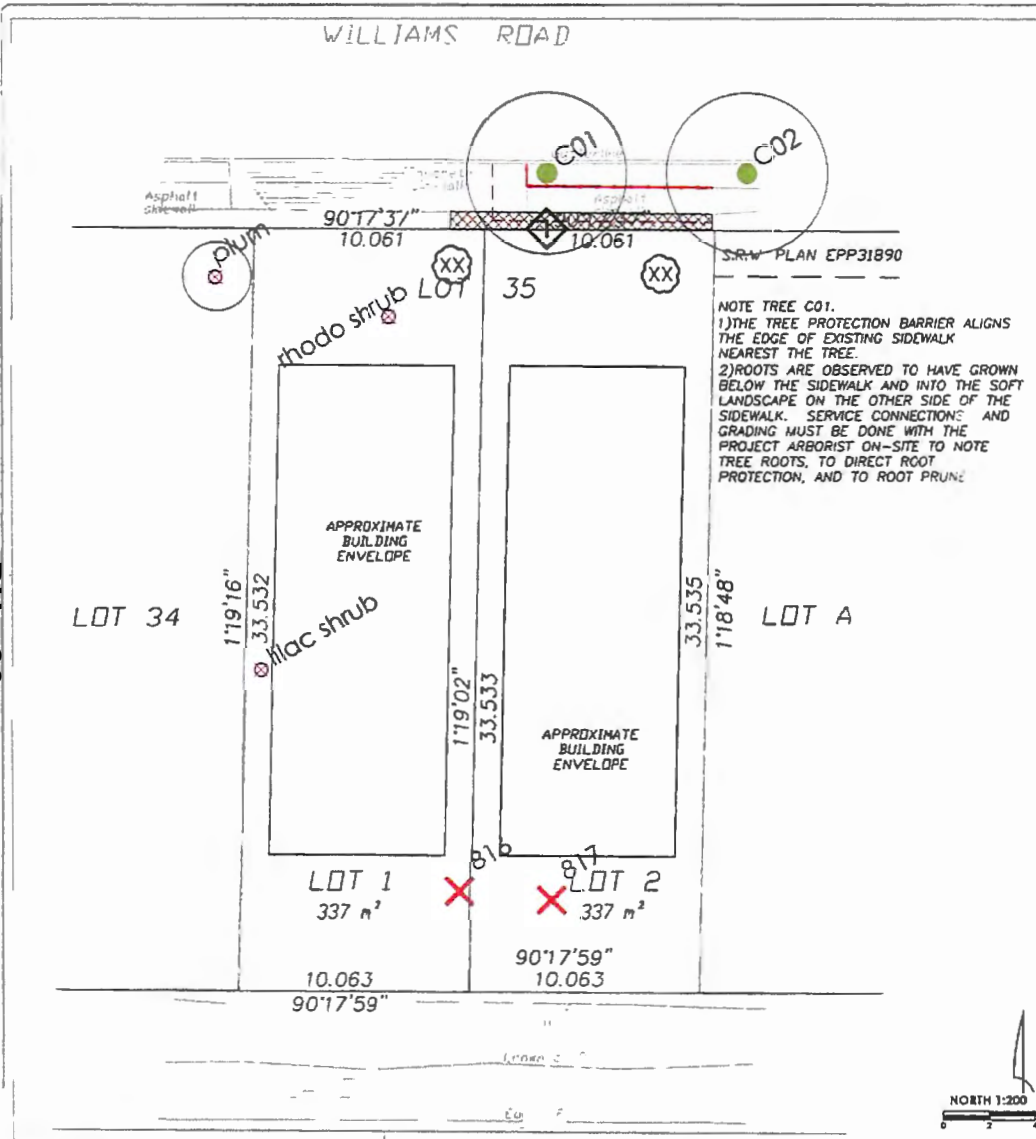 WILLIAMS ROAD
C01
C02
Asphalt
Asphalt
90°17'37"
10.061
10.061
plum
XX
LOT 35
XX
S.R.W PLAN EPP31890
rhodo shrub
NOTE TREE C01.
1)THE TREE PROTECTION BARRIER ALIGNS
THE EDGE OF EXISTING SIDEWALK
NEAREST THE TREE.
2)ROOTS ARE OBSERVED TO HAVE GROWN
BELOW THE SIDEWALK AND INTO THE SOFT
LANDSCAPE ON THE OTHER SIDE OF THE
SIDEWALK. SERVICE CONNECTIONS AND
GRADING MUST BE DONE WITH THE
PROJECT ARBORIST ON-SITE TO NOTE
TREE ROOTS, TO DIRECT ROOT
PROTECTION, AND TO ROOT PRUNE
APPROXIMATE
BUILDING
ENVELOPE
LOT 34
1°19'16"
33.532
lilac shrub
33.535
1°18'48"
LOT A
1°19'02"
33.533
APPROXIMATE
BUILDING
ENVELOPE
816
817
LOT 1
337 m²
LOT 2
337 m²
10.063
90°17'59"
90°17'59"
10.063
NORTH 1:200
0 2